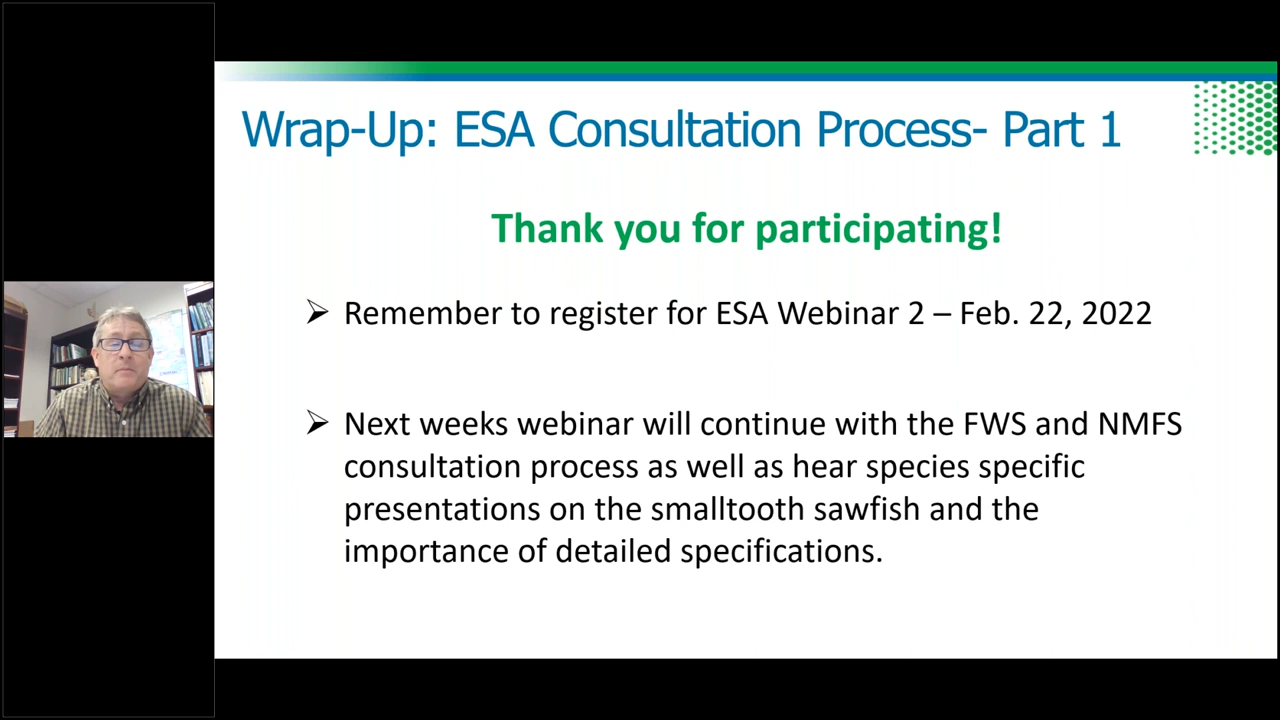 Wrap-Up: ESA Consultation Process- Part 1
Thank you for participating!
➢ Remember to register for ESA Webinar 2 – Feb. 22, 2022
➢ Next weeks webinar will continue with the FWS and NMFS
consultation process as well as hear species specific
presentations on the smalltooth sawfish and the
importance of detailed specifications.